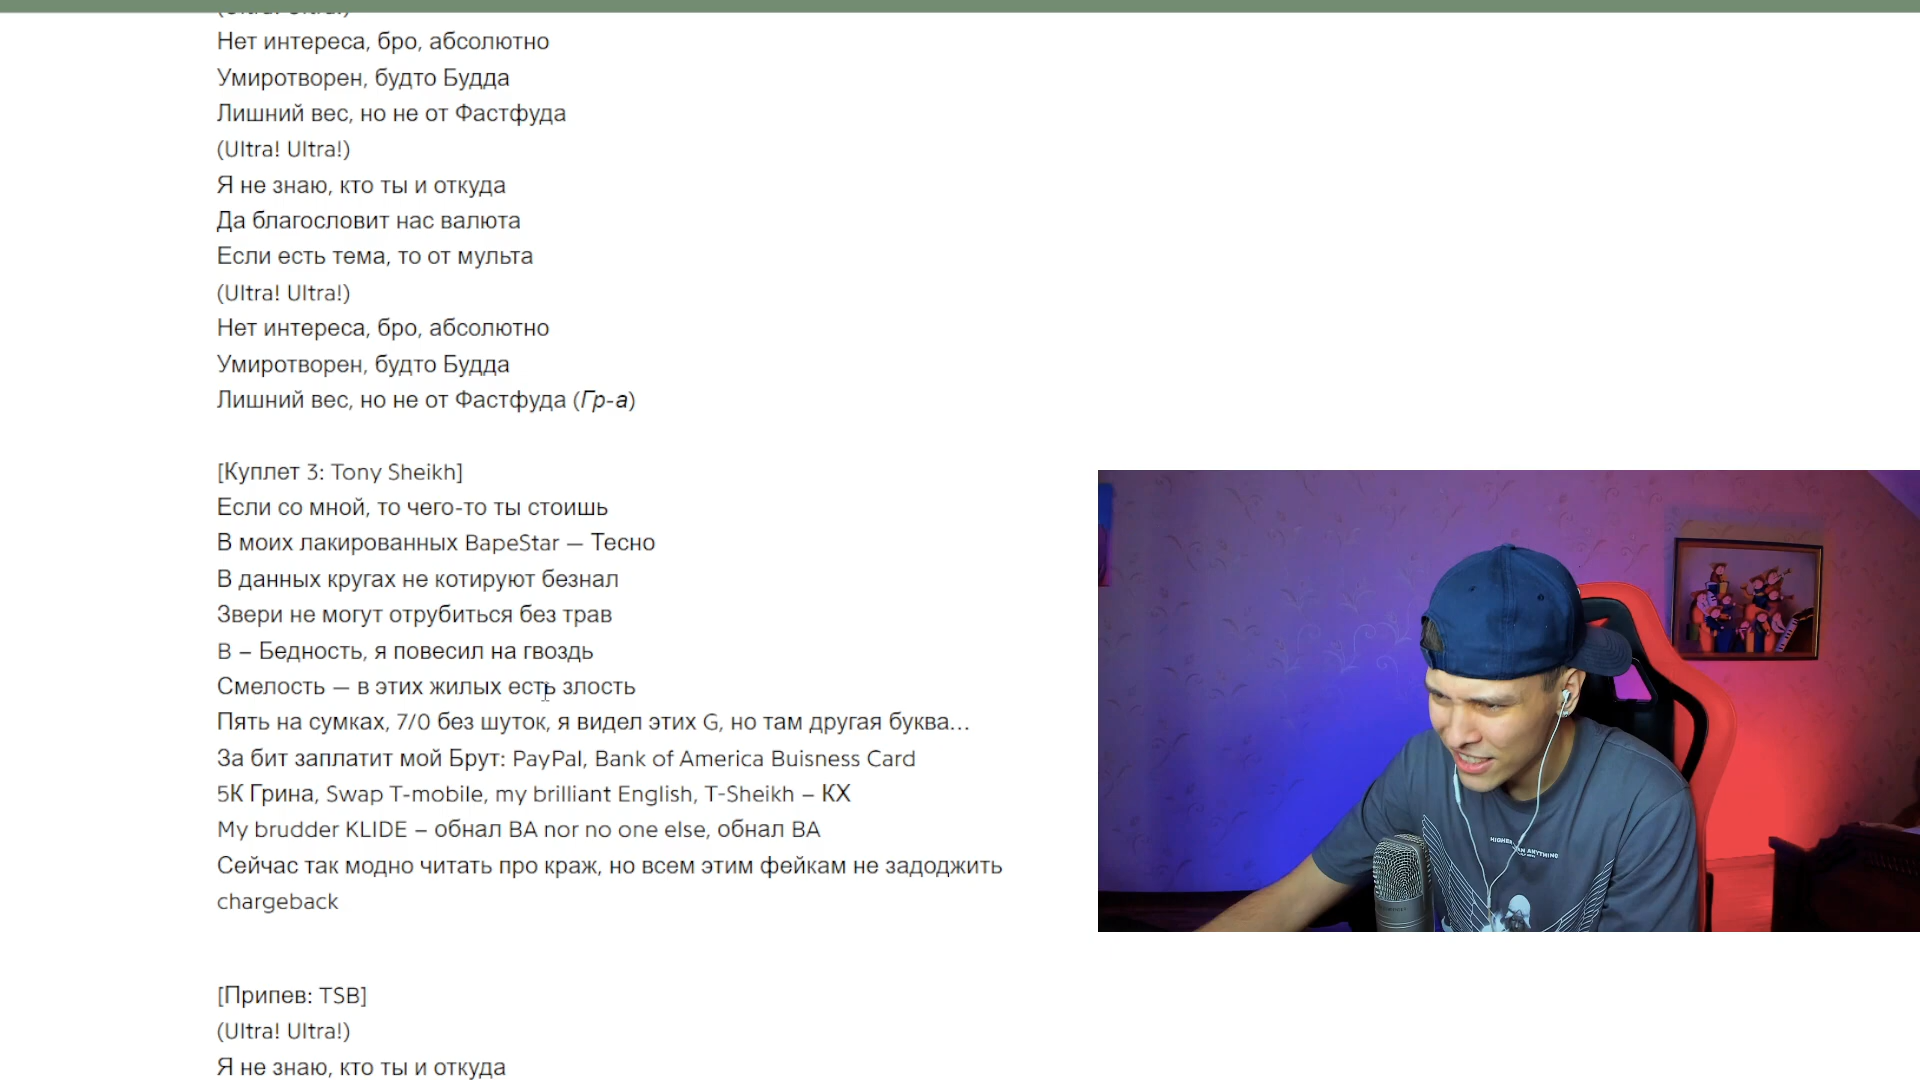 (Ultra! Ultra!)
Нет интереса, бро, абсолютно
Умиротворен, будто Будда
Лишний вес, но не от Фастфуда
(Ultra! Ultra!)
Я не знаю, кто ты и откуда
Да благословит нас валюта
Если есть тема, то от мульта
(Ultra! Ultra!)
Нет интереса, бро, абсолютно
Умиротворен, будто Будда
Лишний вес, но не от Фастфуда (Гр-а)
[Куплет 3: Tony Sheikh]
Если со мной, то чего-то ты стоишь
В моих лакированных BapeStar — Тесно
В данных кругах не котируют безнал
Звери не могут отрубиться без трав
B – Бедность, я повесил на гвоздь
Смелость — в этих жилых есть злость
Пять на сумках, 7/0 без шуток, я видел этих G, но там другая буква...
За бит заплатит мой Брут: PayPal, Bank of America Buisness Card
5К Грина, Swap T-mobile, my brilliant English, T-Sheikh – КХ
My brudder KLIDE – обнал BA nor no one else, обнал BA
Сейчас так модно читать про краж, но всем этим фейкам не задоджить
chargeback
[Припев: TSB]
(Ultra! Ultra!)
Я не знаю, кто ты и откуда
HIGHER THAN ANYTHING